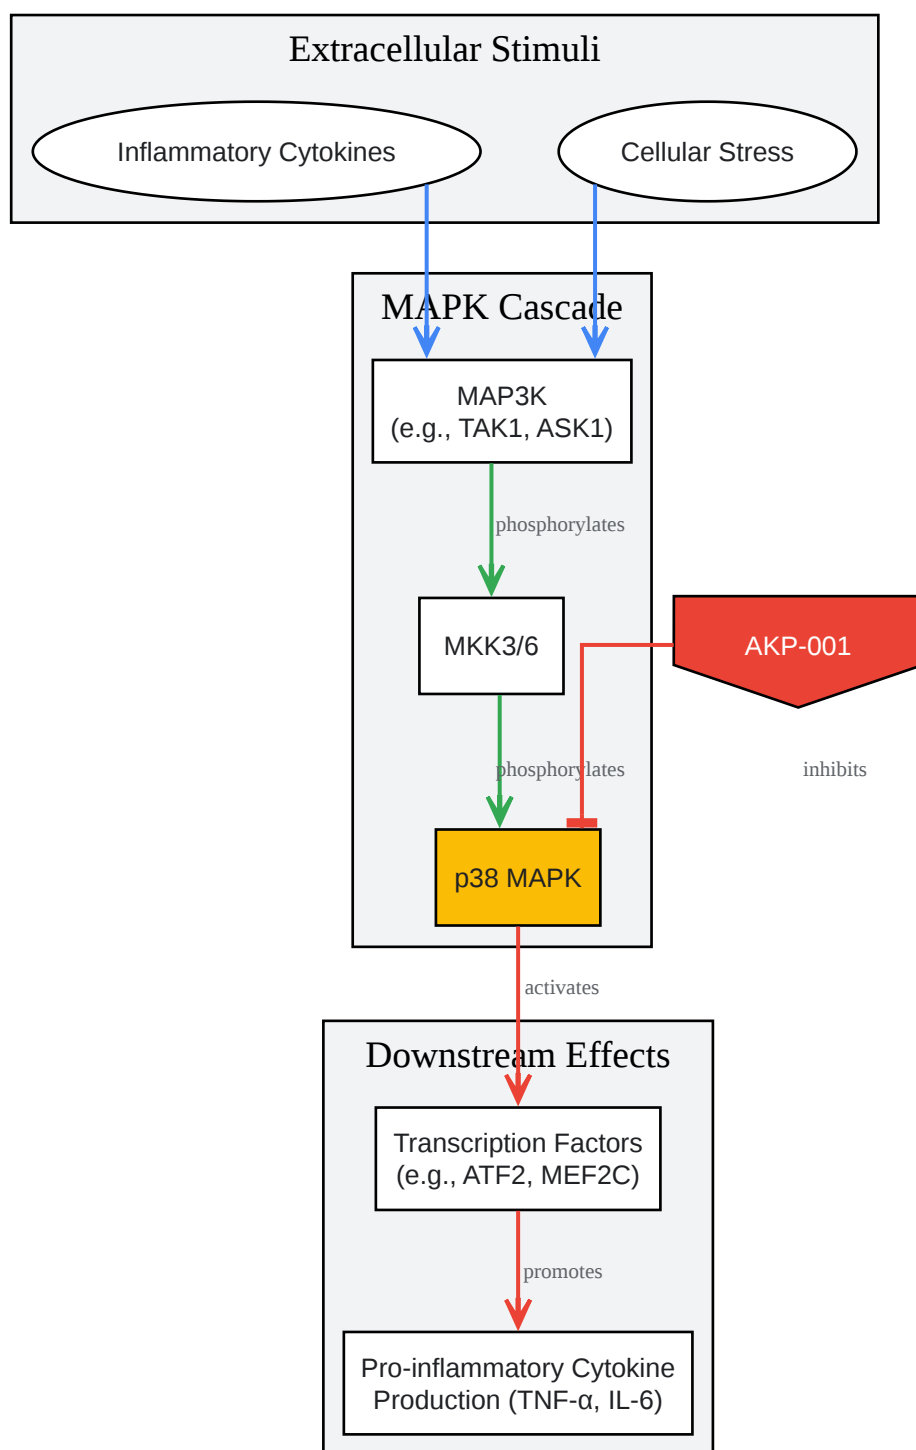 Extracellular Stimuli
Inflammatory Cytokines
Cellular Stress
MAPK Cascade
MAP3K
(e.g., TAK1, ASK1)
phosphorylates
MKK3/6
AKP-001
phosphorylates
inhibits
p38 MAPK
activates
Downstream Effects
Transcription Factors
(e.g., ATF2, MEF2C)
promotes
Pro-inflammatory Cytokine
Production (TNF-α, IL-6)